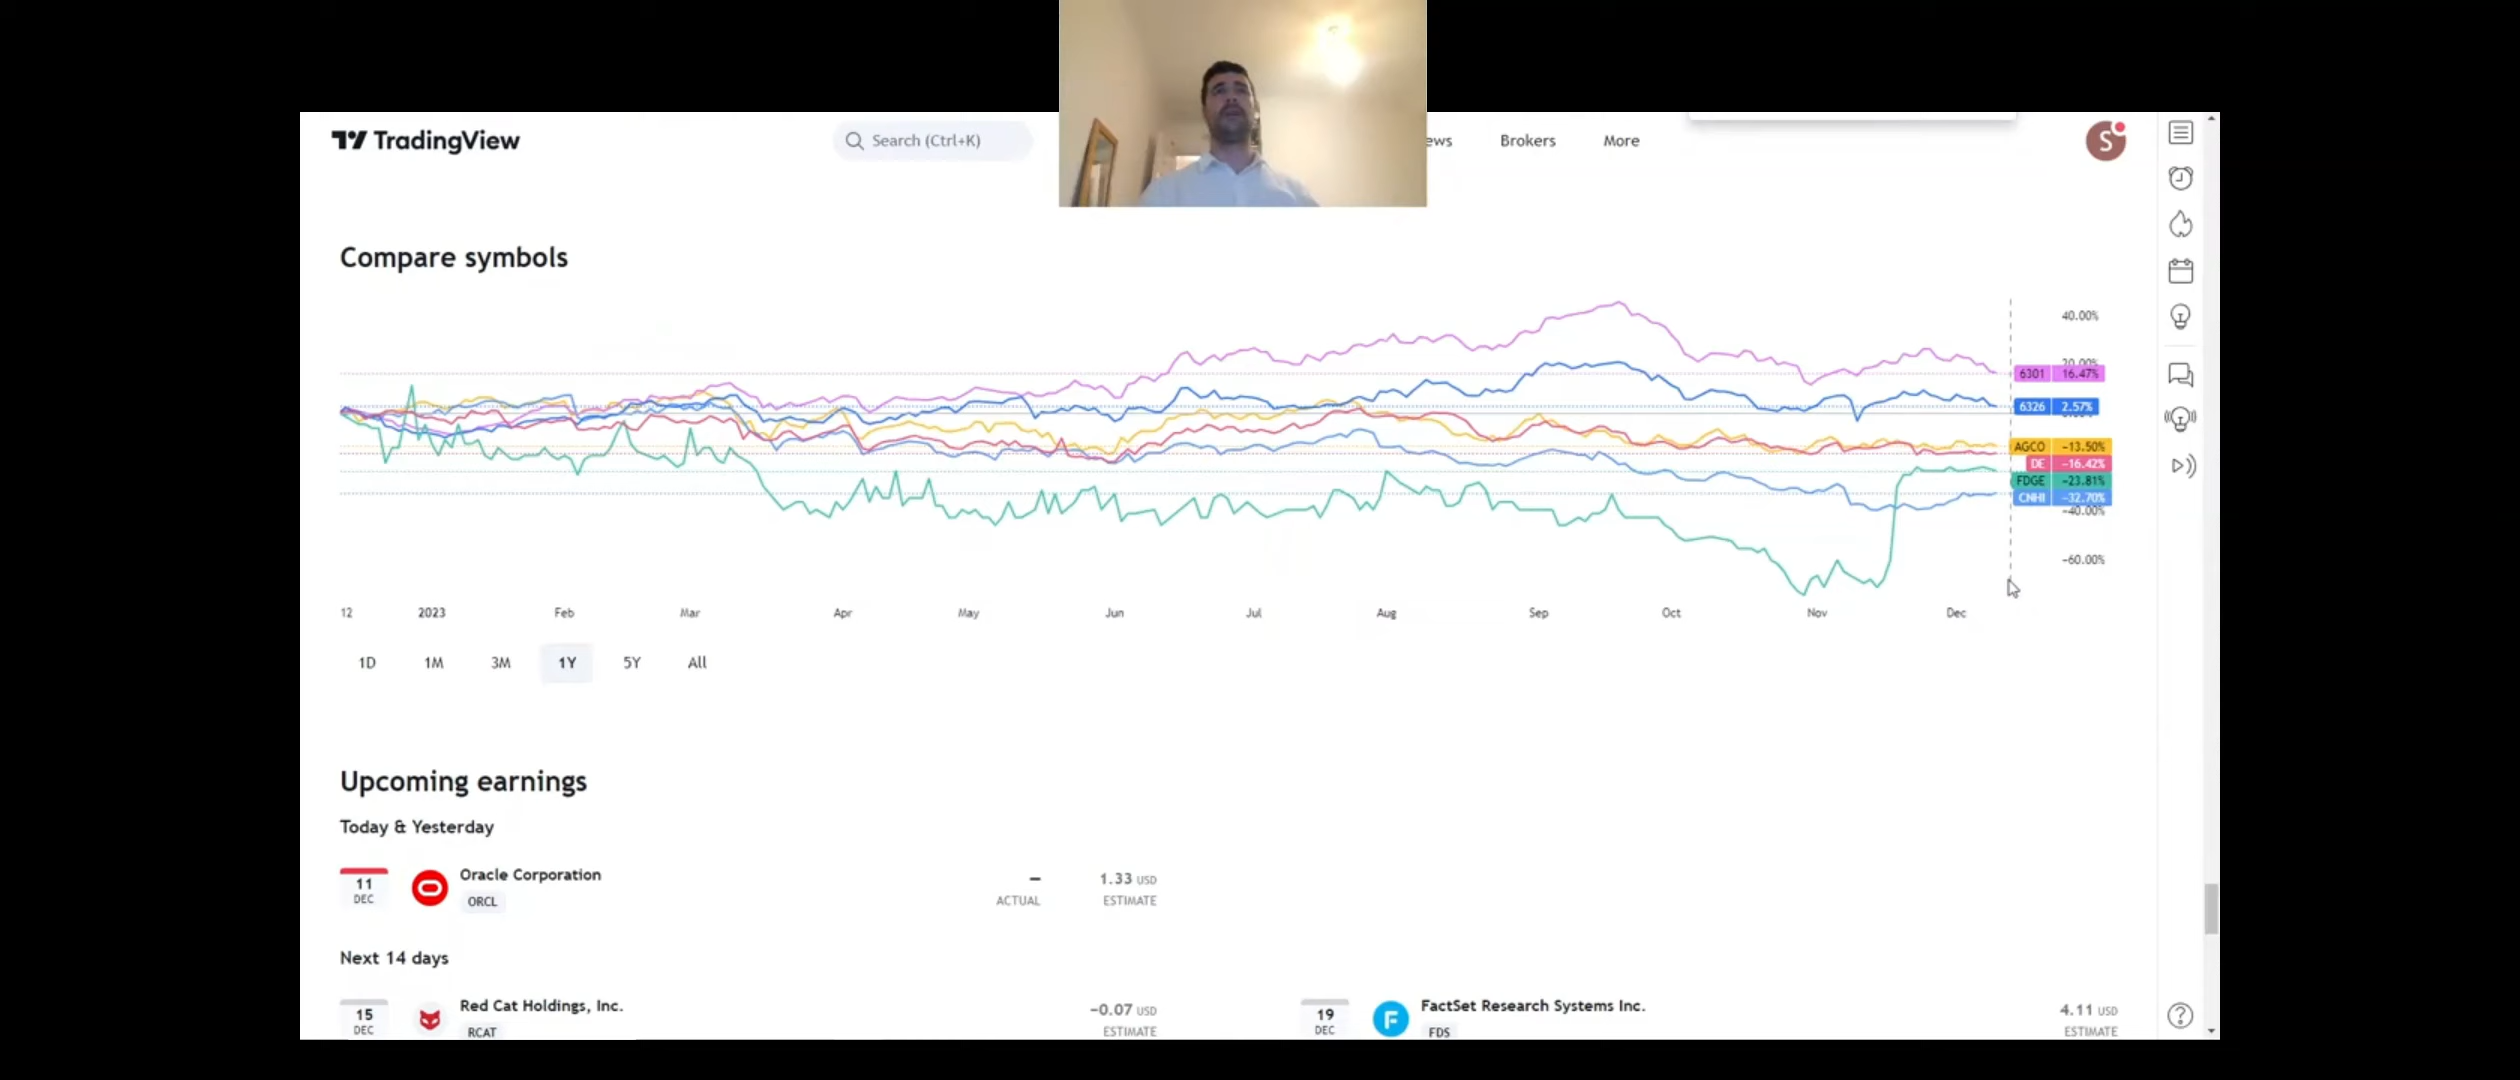 TradingView
Search (Ctrl+K)
ews
Brokers
More
S
Compare symbols
40.00%
20.00%
6301 16.47%
6326 2.57%
AGCO −13.50%
DE −16.42%
FDGE −23.81%
CNHI −32.70%
−40.00%
−60.00%
12 2023 Feb Mar Apr May Jun Jul Aug Sep Oct Nov Dec
1D 1M 3M 1Y 5Y All
Upcoming earnings
Today & Yesterday
11 DEC
Oracle Corporation
ORCL
— ACTUAL
1.33 USD
ESTIMATE
Next 14 days
15 DEC
Red Cat Holdings, Inc.
RCAT
−0.07 USD
ESTIMATE
19 DEC
F
FactSet Research Systems Inc.
FDS
4.11 USD
ESTIMATE